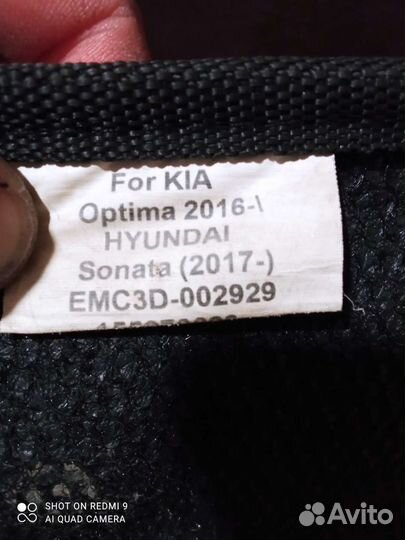 For KIA
Optima 2016-\
HYUNDAI
Sonata (2017-)
EMC3D-002929
SHOT ON REDMI 9
AI QUAD CAMERA
Avito